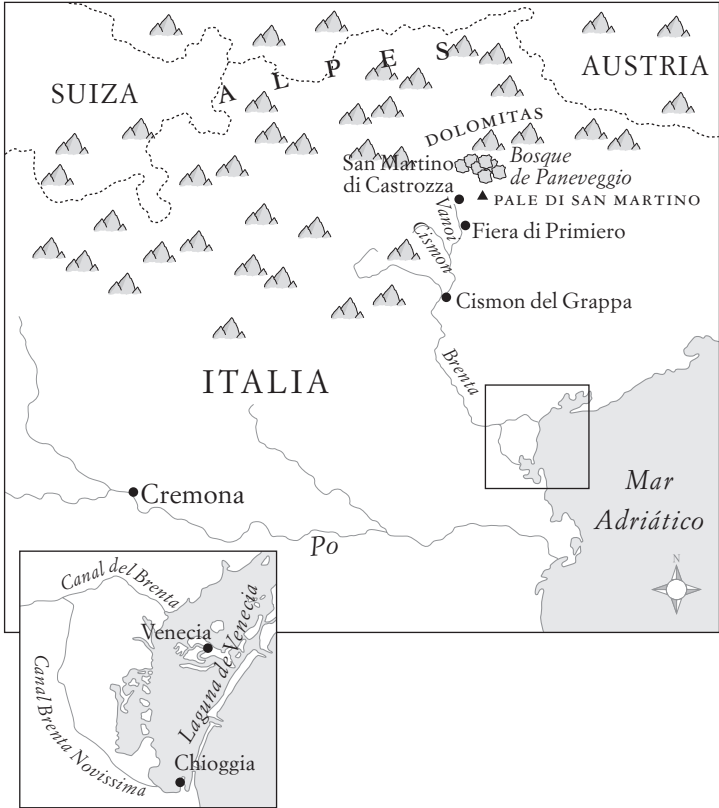 SUIZA
ALPES
AUSTRIA
DOLOMITAS
San Martino
di Castrozza
Bosque
de Paneveggio
PALE DI SAN MARTINO
Vanoi
Fiera di Primiero
Cismon
Cismon del Grappa
Brenta
ITALIA
Cremona
Po
Mar
Adriático
N
Canal del Brenta
Venecia
Laguna de Venecia
Canal Brenta Novissima
Chioggia